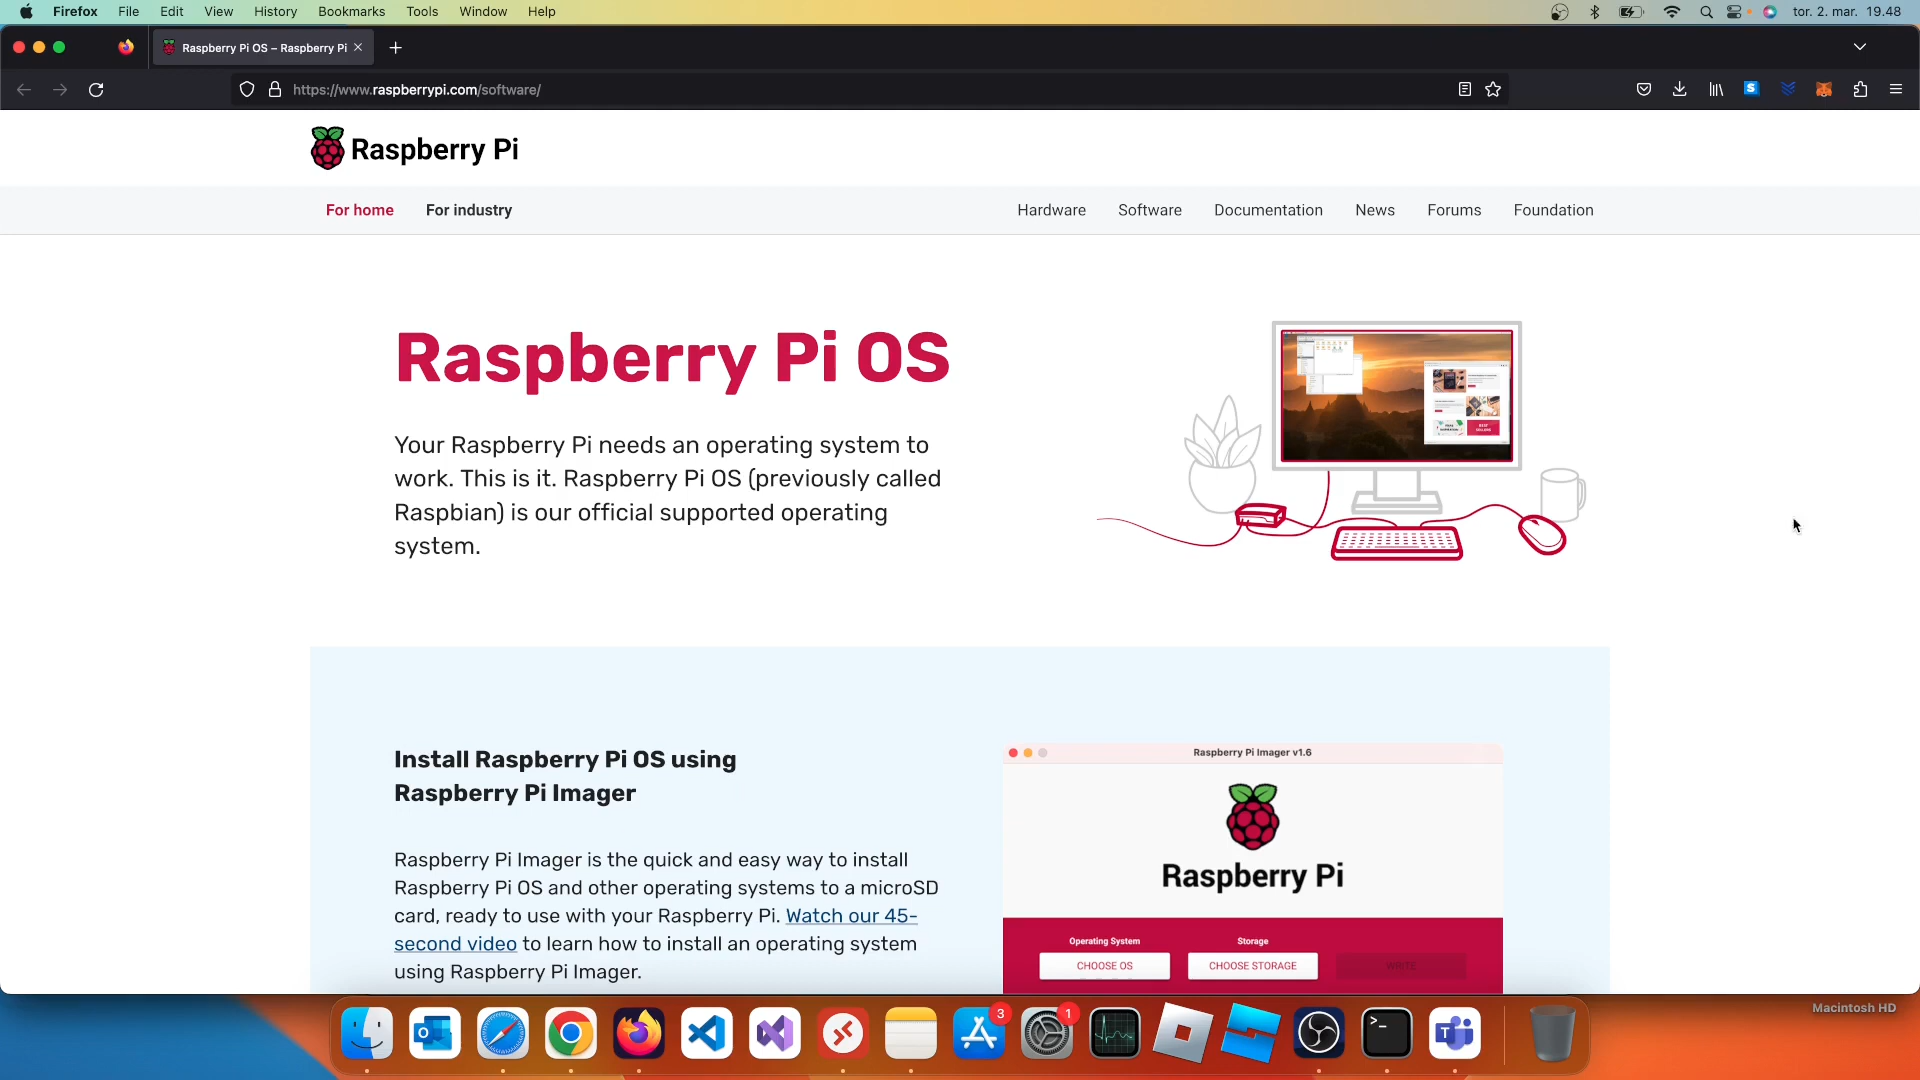 Firefox File Edit View History Bookmarks Tools Window Help tor. 2. mar. 19.48
Raspberry Pi OS – Raspberry Pi
https://www.raspberrypi.com/software/
Raspberry Pi
For home For industry Hardware Software Documentation News Forums Foundation
Raspberry Pi OS
Your Raspberry Pi needs an operating system to
work. This is it. Raspberry Pi OS (previously called
Raspbian) is our official supported operating
system.
Install Raspberry Pi OS using
Raspberry Pi Imager
Raspberry Pi Imager is the quick and easy way to install
Raspberry Pi OS and other operating systems to a microSD
card, ready to use with your Raspberry Pi. Watch our 45-
second video to learn how to install an operating system
using Raspberry Pi Imager.
Raspberry Pi Imager v1.6
Raspberry Pi
Operating System Storage
CHOOSE OS CHOOSE STORAGE WRITE
Macintosh HD
3
1